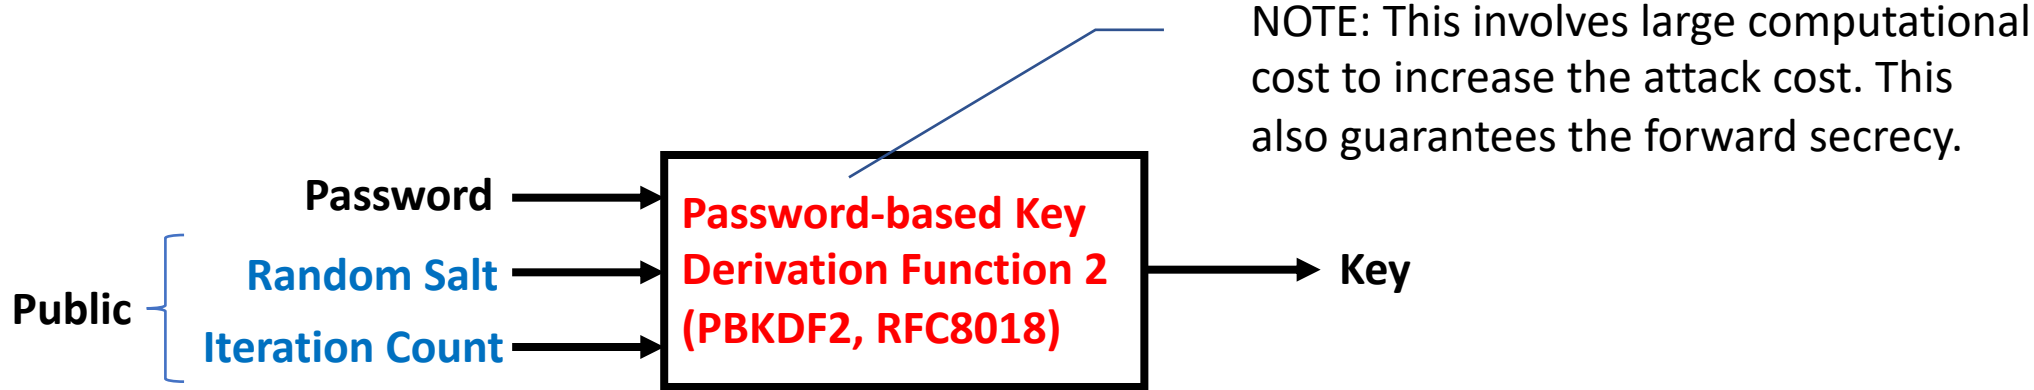 NOTE: This involves large computational
cost to increase the attack cost. This
also guarantees the forward secrecy.
Password
Random Salt
Iteration Count
Public
Password-based Key
Derivation Function 2
(PBKDF2, RFC8018)
Key